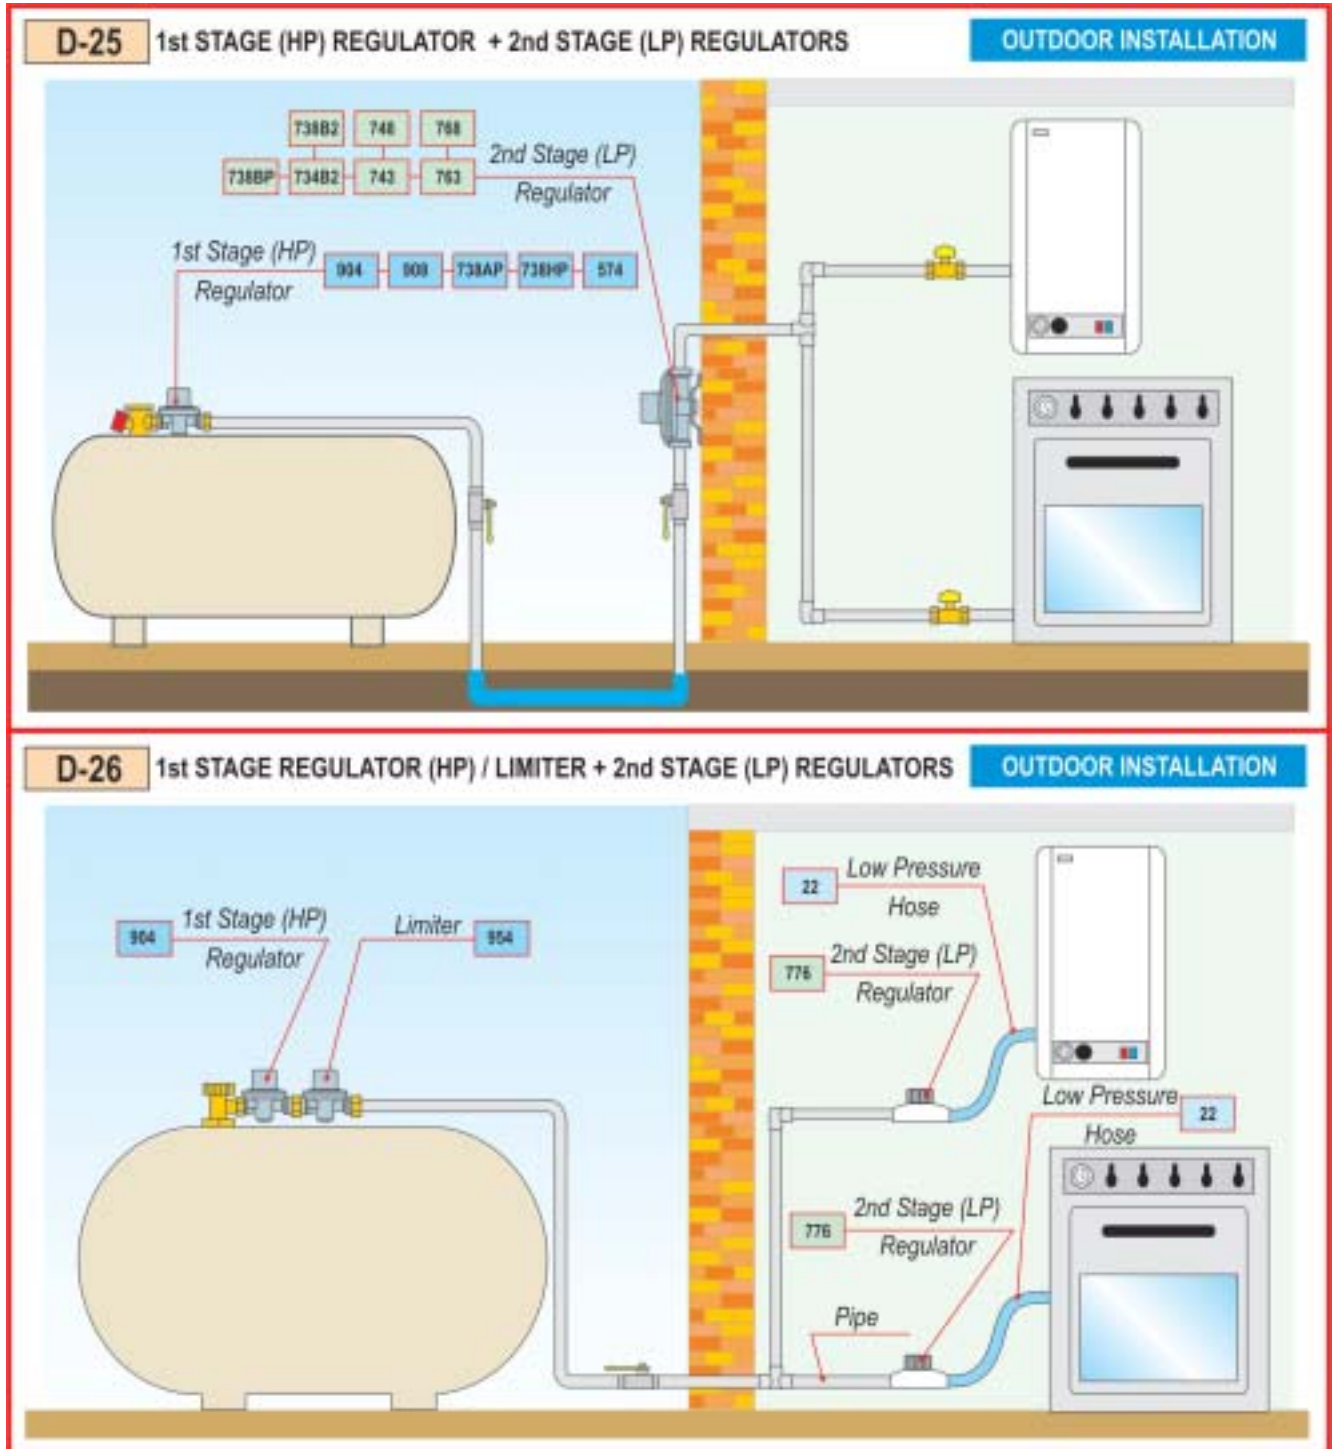 D-25 1st STAGE (HP) REGULATOR + 2nd STAGE (LP) REGULATORS OUTDOOR INSTALLATION
738B2 748 768
2nd Stage (LP)
738BP 734B2 743 763
Regulator
1st Stage (HP)
904 908 738AP 738HP 574
Regulator
D-26 1st STAGE REGULATOR (HP) / LIMITER + 2nd STAGE (LP) REGULATORS OUTDOOR INSTALLATION
22 Low Pressure
Hose
904 1st Stage (HP)
Regulator
Limiter 954
776 2nd Stage (LP)
Regulator
Low Pressure 22
Hose
776 2nd Stage (LP)
Regulator
Pipe